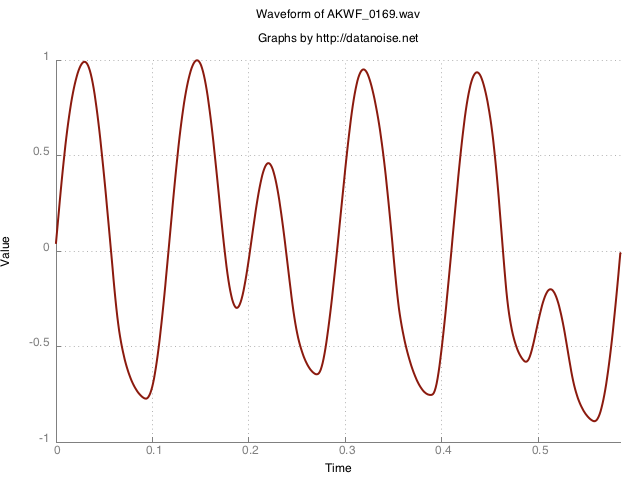 Waveform of AKWF_0169.wav
Graphs by http://datanoise.net
1
0.5
0
-0.5
-1
Value
0 0.1 0.2 0.3 0.4 0.5
Time